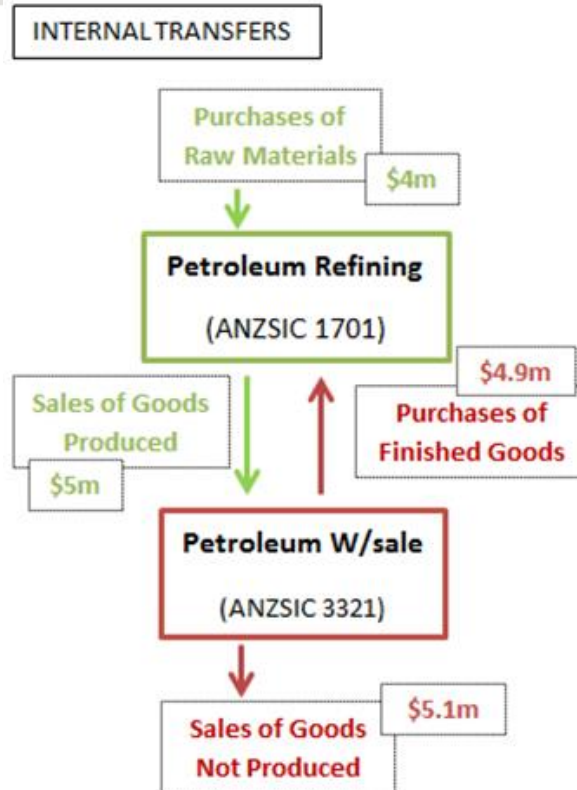 INTERNAL TRANSFERS
Purchases of
Raw Materials
$4m
Petroleum Refining
(ANZSIC 1701)
Sales of Goods
Produced
$5m
$4.9m
Purchases of
Finished Goods
Petroleum W/sale
(ANZSIC 3321)
$5.1m
Sales of Goods
Not Produced